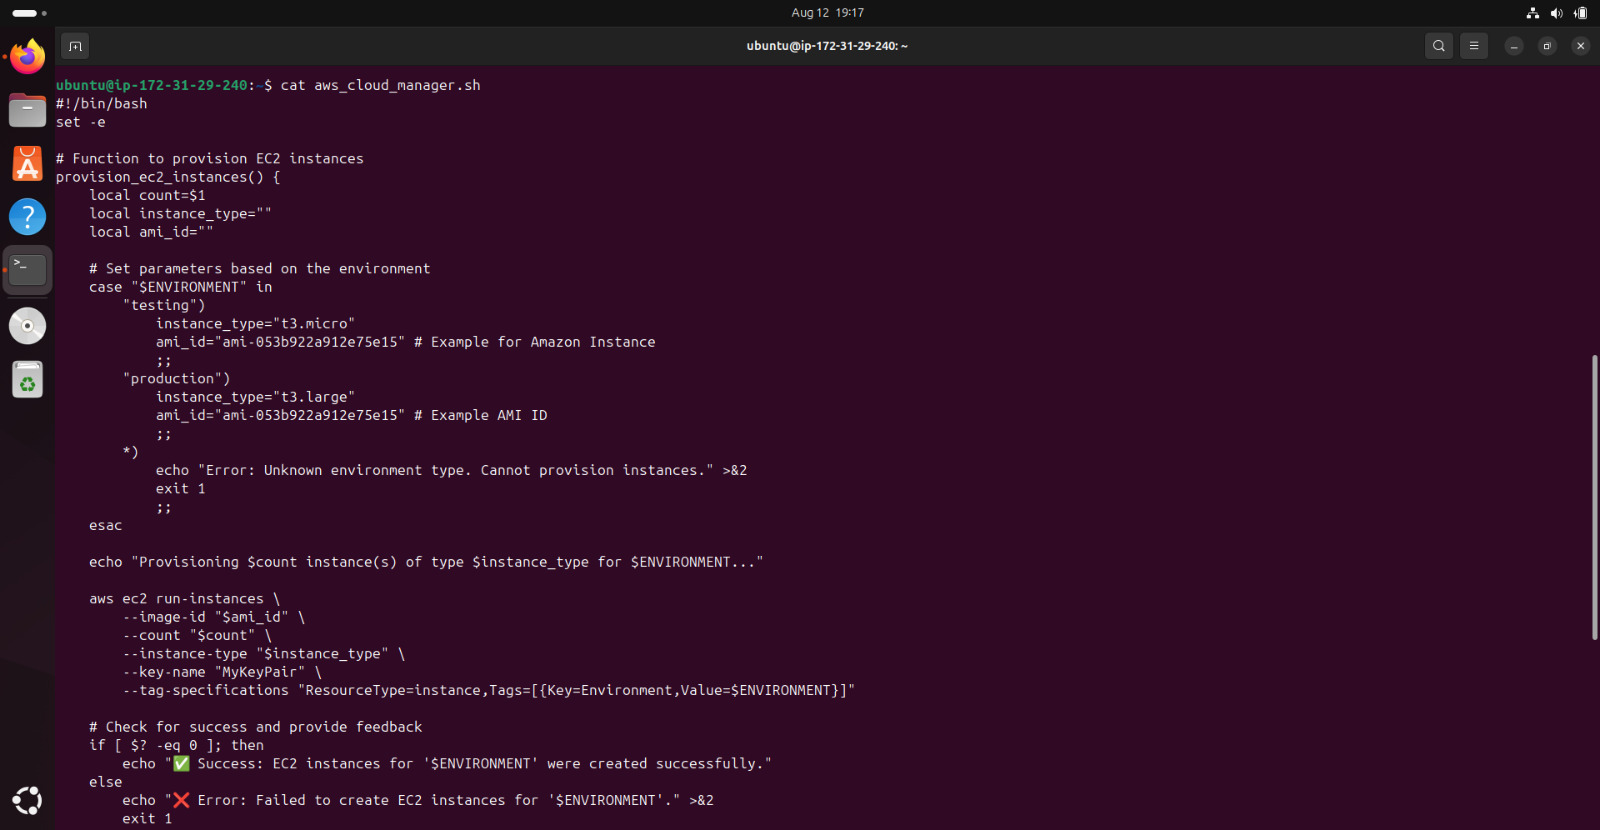 Aug 12 19:17
ubuntu@ip-172-31-29-240: ~
ubuntu@ip-172-31-29-240:~$ cat aws_cloud_manager.sh
#!/bin/bash
set -e
# Function to provision EC2 instances
provision_ec2_instances() {
    local count=$1
    local instance_type=""
    local ami_id=""
    # Set parameters based on the environment
    case "$ENVIRONMENT" in
        "testing")
            instance_type="t3.micro"
            ami_id="ami-053b922a912e75e15" # Example for Amazon Instance
            ;;
        "production")
            instance_type="t3.large"
            ami_id="ami-053b922a912e75e15" # Example AMI ID
            ;;
        *)
            echo "Error: Unknown environment type. Cannot provision instances." >&2
            exit 1
            ;;
    esac
    echo "Provisioning $count instance(s) of type $instance_type for $ENVIRONMENT..."
    aws ec2 run-instances \
        --image-id "$ami_id" \
        --count "$count" \
        --instance-type "$instance_type" \
        --key-name "MyKeyPair" \
        --tag-specifications "ResourceType=instance,Tags=[{Key=Environment,Value=$ENVIRONMENT}]"
    # Check for success and provide feedback
    if [ $? -eq 0 ]; then
        echo "✅ Success: EC2 instances for '$ENVIRONMENT' were created successfully."
    else
        echo "❌ Error: Failed to create EC2 instances for '$ENVIRONMENT'." >&2
        exit 1